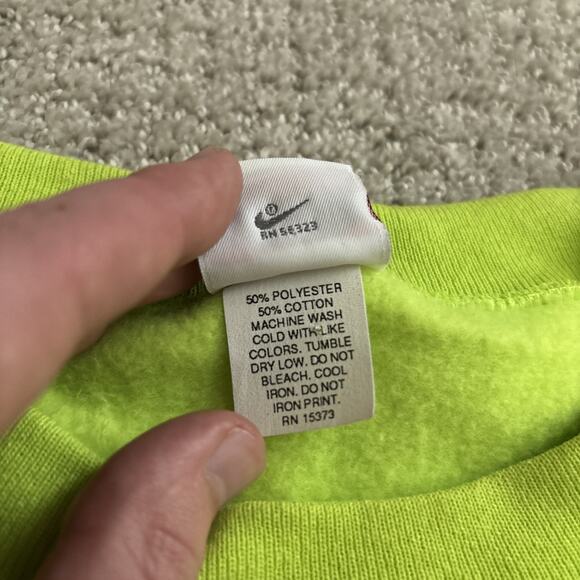 RN 56323
50% POLYESTER
50% COTTON
MACHINE WASH
COLD WITH LIKE
COLORS. TUMBLE
DRY LOW. DO NOT
BLEACH. COOL
IRON. DO NOT
IRON PRINT.
RN 15373